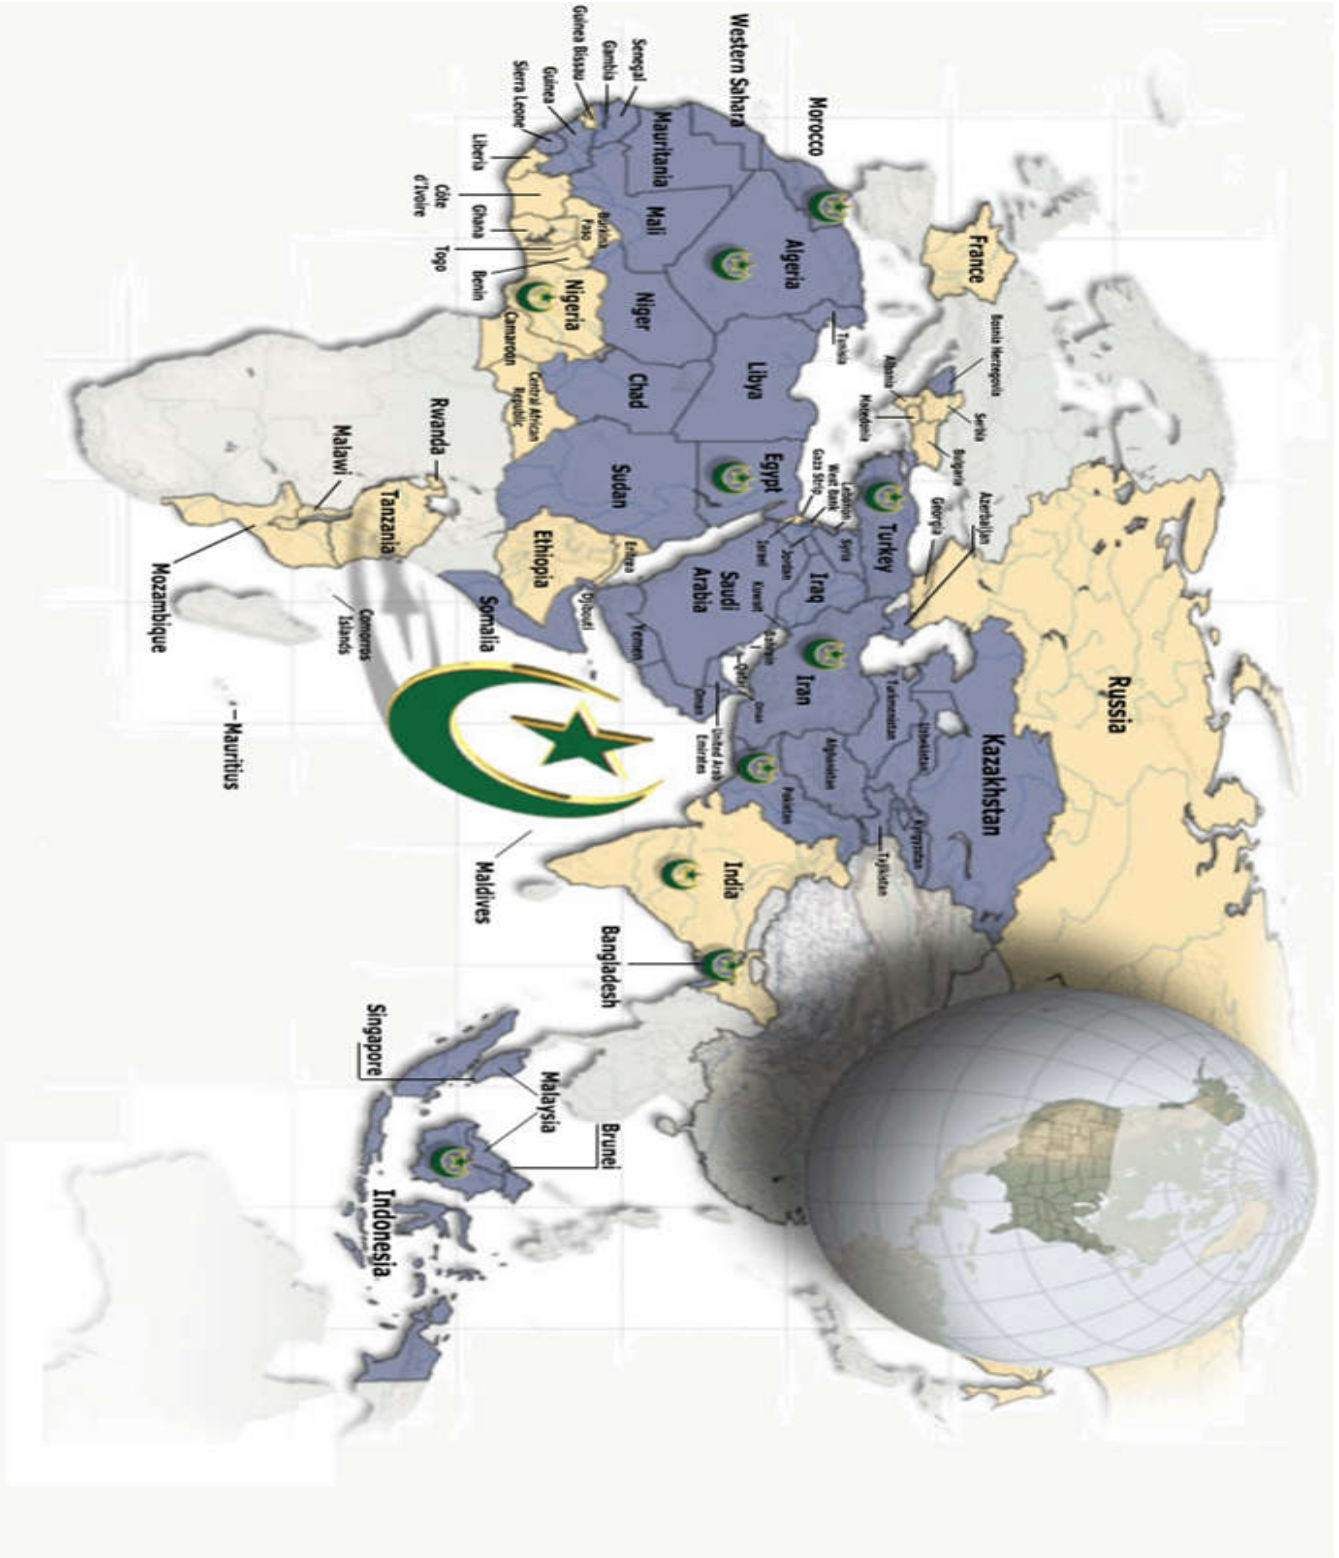 Russia
France
Bosnia Herzegovina
Serbia
Bulgaria
Albania
Macedonia
Georgia
Azerbaijan
Kazakhstan
Turkey
Uzbekistan
Turkmenistan
Kyrgyzstan
Tajikistan
Morocco
Tunisia
Algeria
Libya
Egypt
Lebanon
West Bank
Gaza Strip
Syria
Israel
Jordan
Iraq
Iran
Afghanistan
Pakistan
Kuwait
Bahrain
Qatar
Oman
Western Sahara
Saudi
Arabia
United Arab
Emirates
Oman
India
Mauritania
Mali
Niger
Chad
Sudan
Eritrea
Yemen
Djibouti
Senegal
Gambia
Guinea Bissau
Guinea
Sierra Leone
Liberia
Côte
d'Ivoire
Ghana
Burkina
Faso
Togo
Benin
Nigeria
Camaroon
Central African
Republic
Ethiopia
Somalia
Bangladesh
Brunei
Malaysia
Maldives
Rwanda
Tanzania
Singapore
Indonesia
Malawi
Comoros
Islands
Mozambique
Mauritius